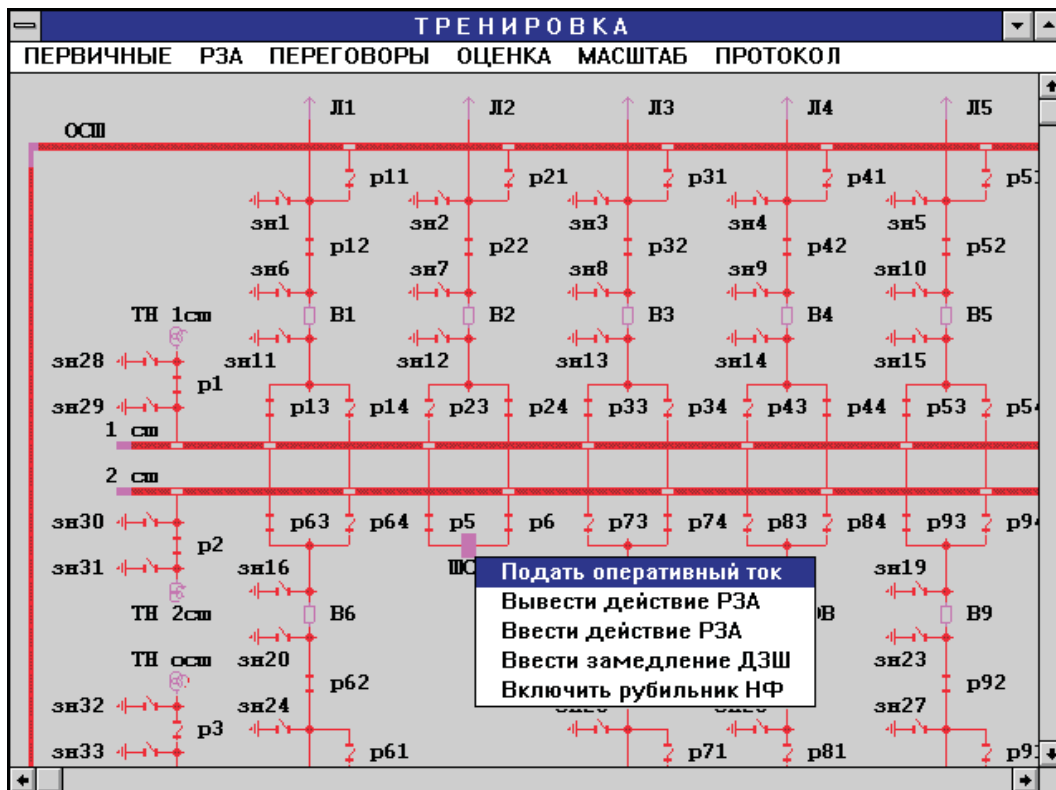 ТРЕНИРОВКА
ПЕРВИЧНЫЕ РЗА ПЕРЕГОВОРЫ ОЦЕНКА МАСШТАБ ПРОТОКОЛ
Л1 Л2 Л3 Л4 Л5
ОСШ
р11 р21 р31 р41 р51
зн1 зн2 зн3 зн4 зн5
р12 р22 р32 р42 р52
зн6 зн7 зн8 зн9 зн10
ТН 1сш В1 В2 В3 В4 В5
зн28 зн11 зн12 зн13 зн14 зн15
р1
зн29 р13 р14 р23 р24 р33 р34 р43 р44 р53 р54
1 сш
2 сш
зн30 р63 р64 р5 р6 р73 р74 р83 р84 р93 р94
р2
зн31 зн16 ШС зн19
Подать оперативный ток
Вывести действие РЗА
ТН 2сш В6 В9
Ввести действие РЗА
Ввести замедление ДЗШ
ТН осш зн20 зн23
Включить рубильник НФ
р62 р92
зн32 зн24 зн27
р3
зн33 р61 р71 р81 р91